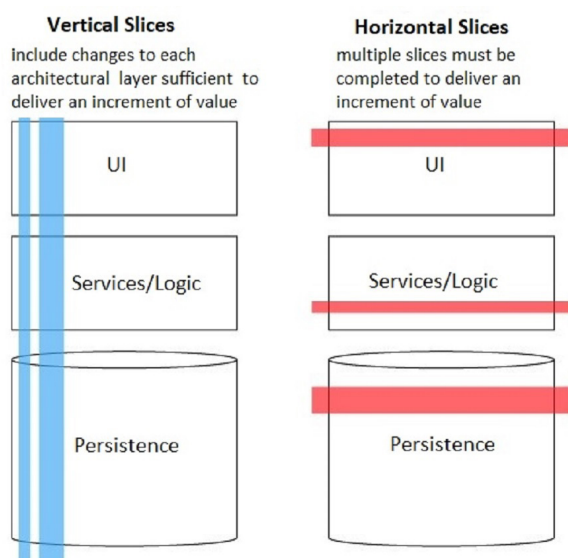 Vertical Slices
include changes to each
architectural layer sufficient to
deliver an increment of value
UI
Services/Logic
Persistence
Horizontal Slices
multiple slices must be
completed to deliver an
increment of value
UI
Services/Logic
Persistence